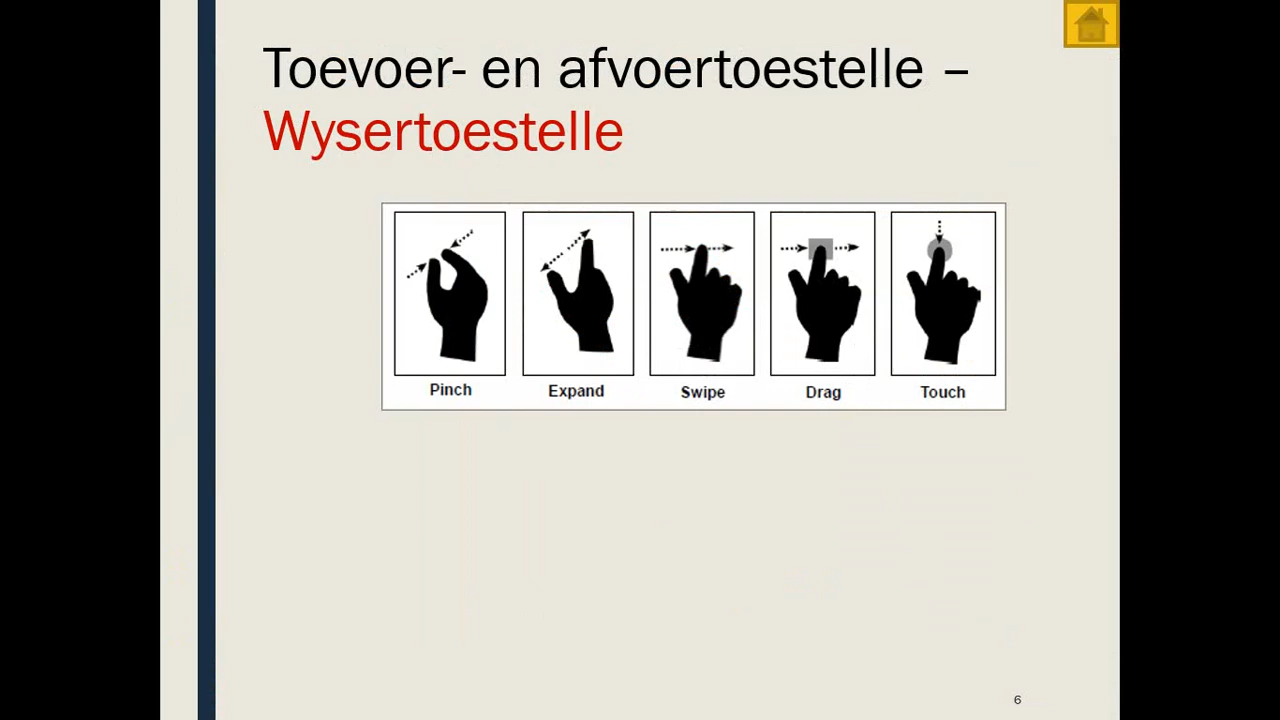 Toevoer- en afvoertoestelle –
Wysertoestelle
Pinch Expand Swipe Drag Touch
6